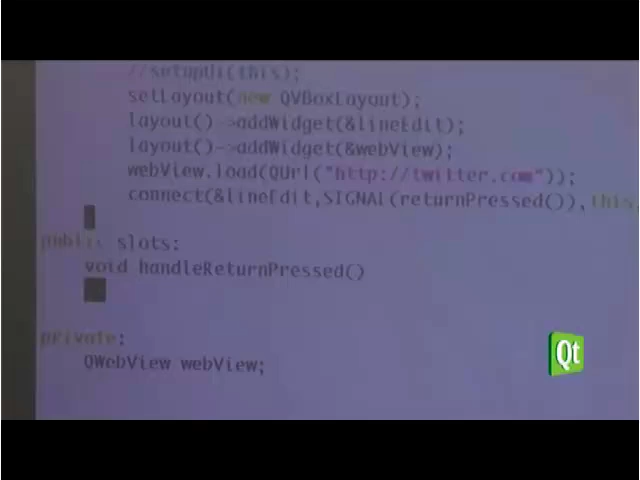 //setupUi(this);
setLayout(new QVBoxLayout);
layout()->addWidget(&lineEdit);
layout()->addWidget(&webView);
webView.load(QUrl("http://twitter.com"));
connect(&lineEdit,SIGNAL(returnPressed()),this,
public slots:
void handleReturnPressed()
private:
QWebView webView;
Qt